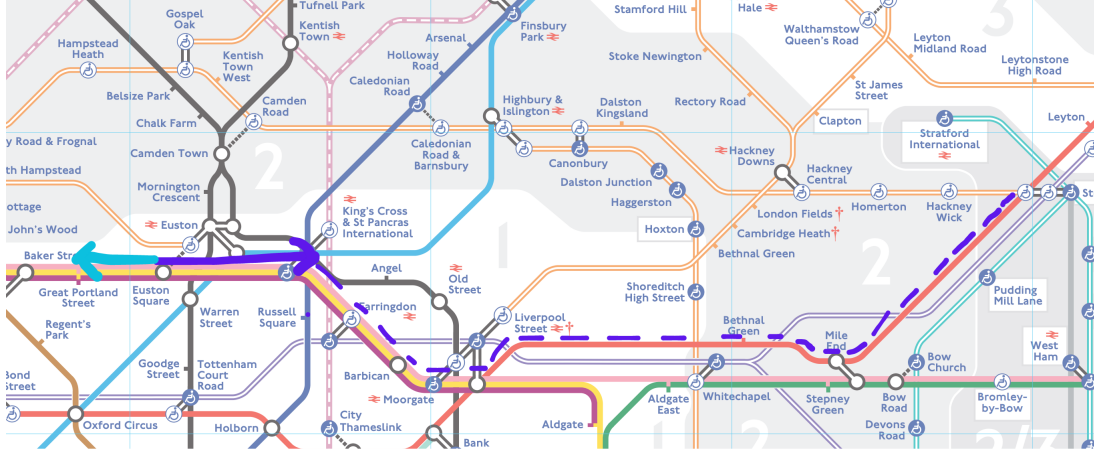 Tufnell Park
Stamford Hill
Hale
3
Gospel
Oak
Kentish
Town
Finsbury
Park
Walthamstow
Queen's Road
Leyton
Midland Road
Hampstead
Heath
Kentish
Town
West
Arsenal
Holloway
Road
Stoke Newington
Leytonstone
High Road
Belsize Park
Caledonian
Road
Rectory Road
St James
Street
Camden
Road
Highbury &
Islington
Dalston
Kingsland
Chalk Farm
Clapton
Leyton
y Road & Frognal
Stratford
International
Camden Town
2
Caledonian
Road &
Barnsbury
Canonbury
Hackney
Downs
th Hampstead
Dalston Junction
Hackney
Central
Mornington
Crescent
Haggerston
Homerton
Hackney
Wick
St
ottage
King's Cross
& St Pancras
International
London Fields†
John's Wood
Euston
Hoxton
Cambridge Heath†
1
Bethnal Green
2
Baker Str
Angel
Old
Street
Great Portland
Street
Euston
Square
Shoreditch
High Street
Pudding
Mill Lane
Regent's
Park
Warren
Street
Russell
Square
Farringdon
Liverpool
Street †
Bethnal
Green
Mile
End
West
Ham
Goodge
Street
Tottenham
Court
Road
Barbican
Bow
Church
Bond
Street
Moorgate
Aldgate
East
Whitechapel
Stepney
Green
Bow
Road
Bromley-
by-Bow
Oxford Circus
Holborn
City
Thameslink
Aldgate
Devons
Road
Bank
1
2
2/3